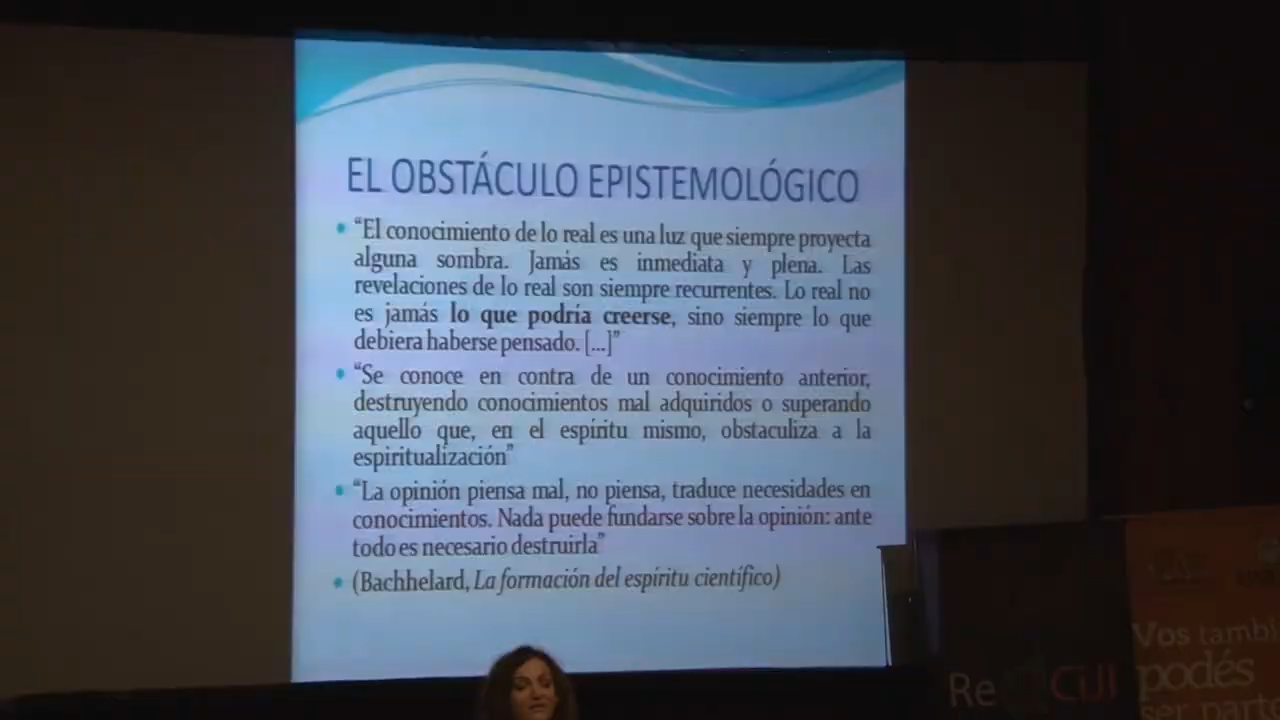 EL OBSTÁCULO EPISTEMOLÓGICO
• “El conocimiento de lo real es una luz que siempre proyecta
alguna sombra. Jamás es inmediata y plena. Las
revelaciones de lo real son siempre recurrentes. Lo real no
es jamás lo que podría creerse, sino siempre lo que
debiera haberse pensado. [...]”
• “Se conoce en contra de un conocimiento anterior,
destruyendo conocimientos mal adquiridos o superando
aquello que, en el espíritu mismo, obstaculiza a la
espiritualización”
• “La opinión piensa mal, no piensa, traduce necesidades en
conocimientos. Nada puede fundarse sobre la opinión: ante
todo es necesario destruirla”
• (Bachhelard, La formación del espíritu científico)
Vos tambi
podés
ser parte